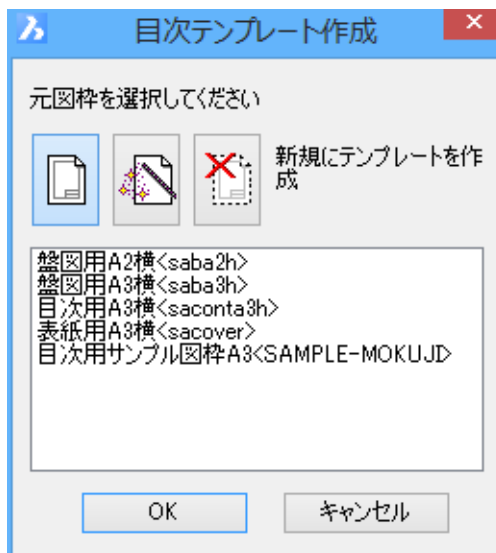 目次テンプレート作成
元図枠を選択してください
新規にテンプレートを作
成
盤図用A2横<saba2h>
盤図用A3横<saba3h>
目次用A3横<saconta3h>
表紙用A3横<sacover>
目次用サンプル図枠A3<SAMPLE-MOKUJI>
OK
キャンセル